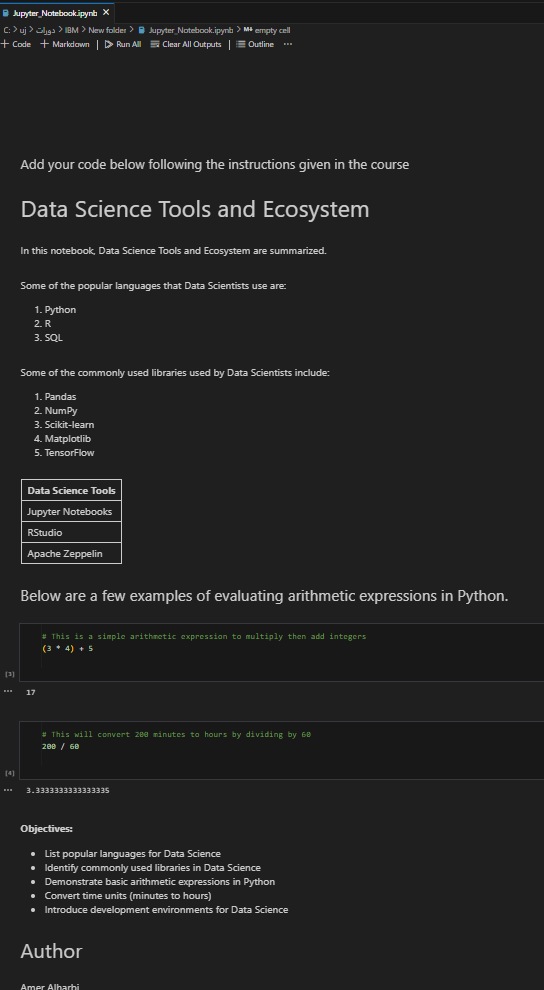 Jupyter_Notebook.ipynb ×
C: > uj > دورات > IBM > New folder > Jupyter_Notebook.ipynb > M↓ empty cell
+ Code + Markdown | Run All Clear All Outputs | Outline ...
Add your code below following the instructions given in the course
Data Science Tools and Ecosystem
In this notebook, Data Science Tools and Ecosystem are summarized.
Some of the popular languages that Data Scientists use are:
1. Python
2. R
3. SQL
Some of the commonly used libraries used by Data Scientists include:
1. Pandas
2. NumPy
3. Scikit-learn
4. Matplotlib
5. TensorFlow
Data Science Tools
Jupyter Notebooks
RStudio
Apache Zeppelin
Below are a few examples of evaluating arithmetic expressions in Python.
# This is a simple arithmetic expression to multiply then add integers
(3 * 4) + 5
[3]
... 17
# This will convert 200 minutes to hours by dividing by 60
200 / 60
[4]
... 3.3333333333333335
Objectives:
• List popular languages for Data Science
• Identify commonly used libraries in Data Science
• Demonstrate basic arithmetic expressions in Python
• Convert time units (minutes to hours)
• Introduce development environments for Data Science
Author
Amer Alharbi